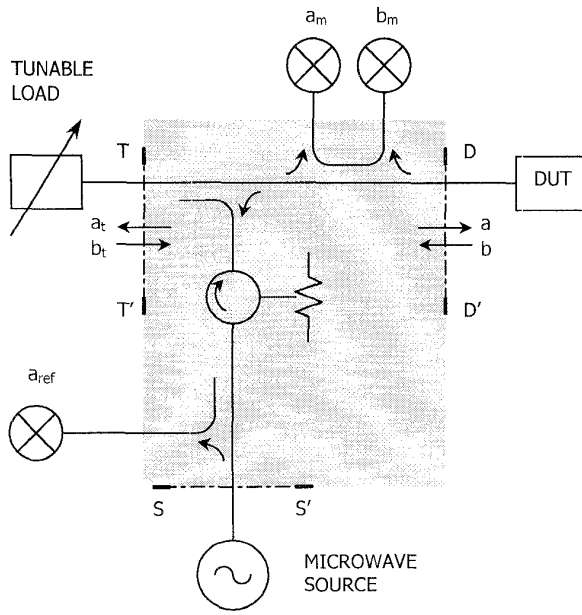 a_m b_m
TUNABLE
LOAD
T D
DUT
a_t a
b_t b
T' D'
a_ref
S S'
MICROWAVE
SOURCE